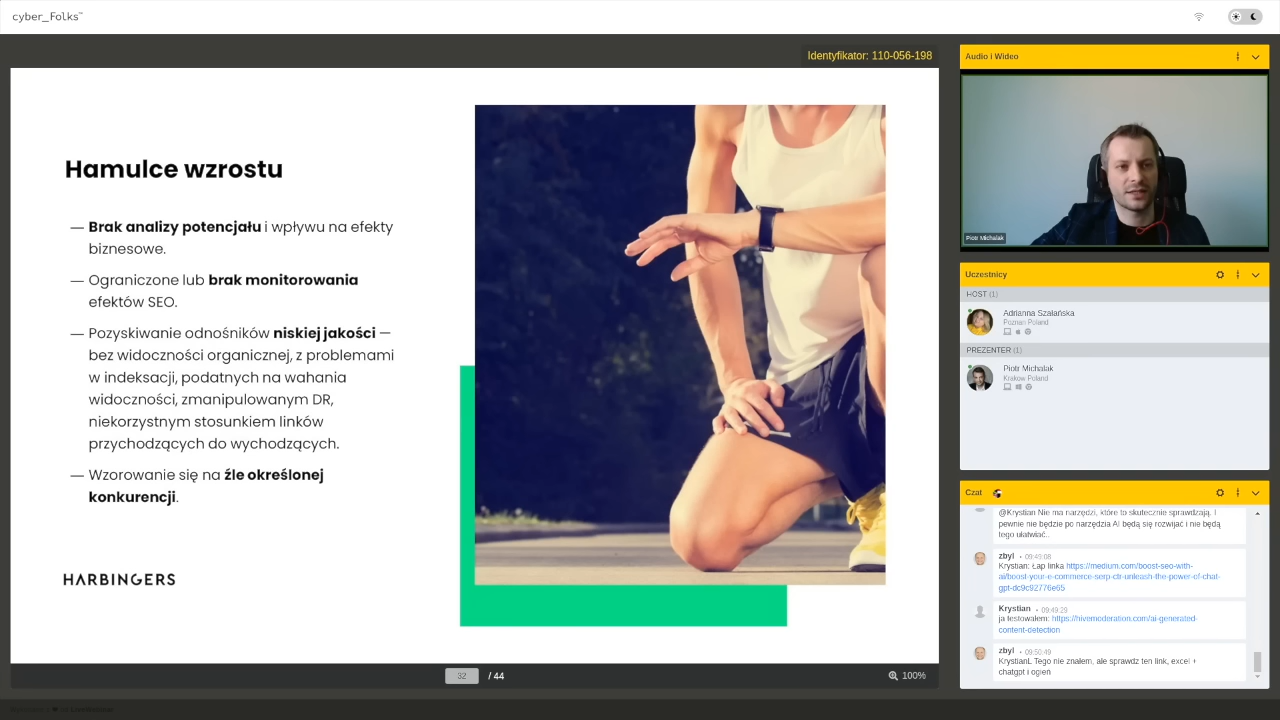 cyber_Folks™
Identyfikator: 110-056-198
Hamulce wzrostu
— Brak analizy potencjału i wpływu na efekty
biznesowe.
— Ograniczone lub brak monitorowania
efektów SEO.
— Pozyskiwanie odnośników niskiej jakości —
bez widoczności organicznej, z problemami
w indeksacji, podatnych na wahania
widoczności, zmanipulowanym DR,
niekorzystnym stosunkiem linków
przychodzących do wychodzących.
— Wzorowanie się na źle określonej
konkurencji.
HARBINGERS
32 / 44
100%
Audio i Wideo
Piotr Michalak
Uczestnicy
HOST (1)
Adrianna Szałańska
Poznan Poland
PREZENTER (1)
Piotr Michalak
Krakow Poland
Czat
@Krystian Nie ma narzędzi, które to skutecznie sprawdzają. I
pewnie nie będzie po narzędzia AI będą się rozwijać i nie będą
tego ułatwiać..
zbyl • 09:49:08
Krystian: Łap linka https://medium.com/boost-seo-with-
ai/boost-your-e-commerce-serp-ctr-unleash-the-power-of-chat-
gpt-dc9c92776e65
Krystian • 09:49:29
ja testowałem: https://hivemoderation.com/ai-generated-
content-detection
zbyl • 09:50:49
KrystianL Tego nie znałem, ale sprawdz ten link, excel +
chatgpt i ogień